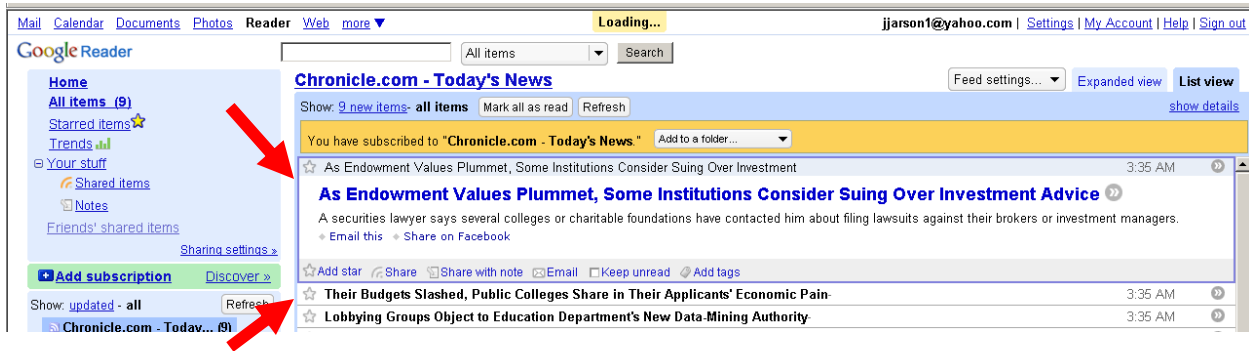 Mail Calendar Documents Photos Reader Web more ▼ Loading... jjarson1@yahoo.com | Settings | My Account | Help | Sign out
Google Reader All items Search
Home
All items (9)
Starred items
Trends
Your stuff
Shared items
Notes
Friends' shared items
Sharing settings »
Add subscription Discover »
Show: updated - all Refresh
Chronicle.com - Today... (9)
Chronicle.com - Today's News Feed settings... ▼ Expanded view List view
Show: 9 new items- all items Mark all as read Refresh show details
You have subscribed to "Chronicle.com - Today's News." Add to a folder...
As Endowment Values Plummet, Some Institutions Consider Suing Over Investment 3:35 AM
As Endowment Values Plummet, Some Institutions Consider Suing Over Investment Advice
A securities lawyer says several colleges or charitable foundations have contacted him about filing lawsuits against their brokers or investment managers.
Email this Share on Facebook
Add star Share Share with note Email Keep unread Add tags
Their Budgets Slashed, Public Colleges Share in Their Applicants' Economic Pain- 3:35 AM
Lobbying Groups Object to Education Department's New Data-Mining Authority- 3:35 AM